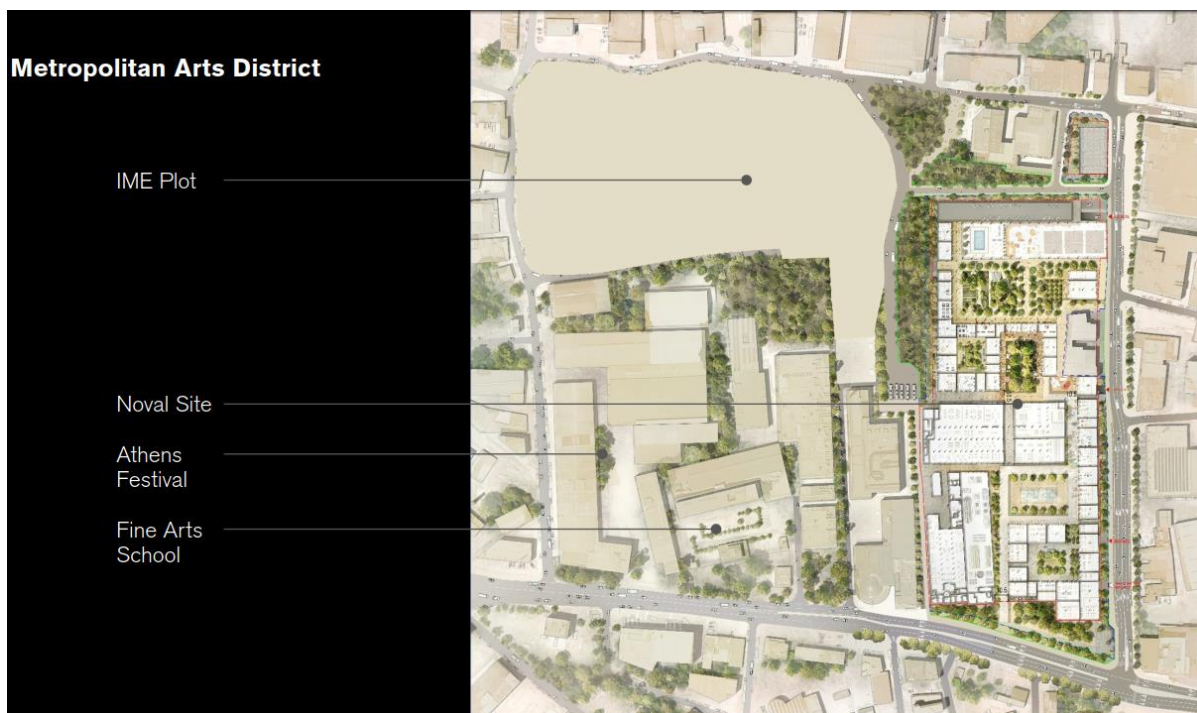 Metropolitan Arts District
IME Plot
Noval Site
Athens
Festival
Fine Arts
School